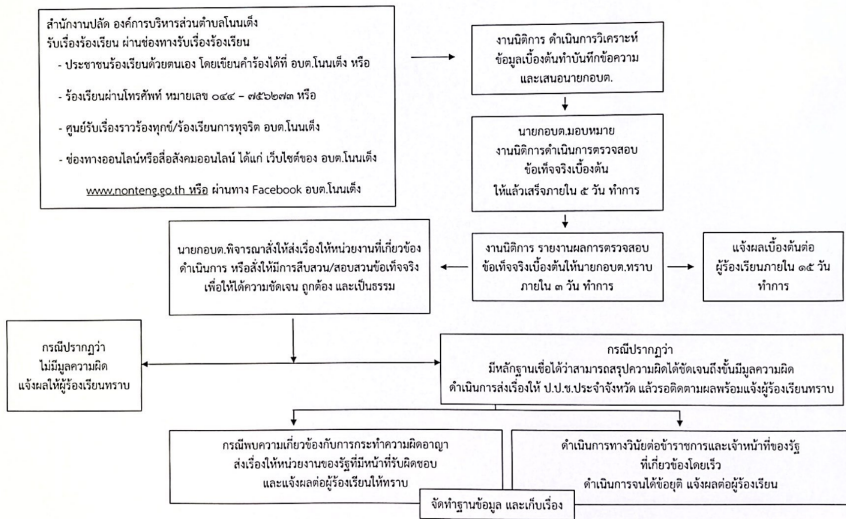 สำนักงานปลัด องค์การบริหารส่วนตำบลโนนเต็ง
รับเรื่องร้องเรียน ผ่านช่องทางรับเรื่องร้องเรียน
- ประชาชนร้องเรียนด้วยตนเอง โดยเขียนคำร้องได้ที่ อบต.โนนเต็ง หรือ
- ร้องเรียนผ่านโทรศัพท์ หมายเลข ๐๔๔ – ๗๕๖๒๗๓ หรือ
- ศูนย์รับเรื่องราวร้องทุกข์/ร้องเรียนการทุจริต อบต.โนนเต็ง
- ช่องทางออนไลน์หรือสื่อสังคมออนไลน์ ได้แก่ เว็บไซต์ของ อบต.โนนเต็ง
www.nonteng.go.th หรือ ผ่านทาง Facebook อบต.โนนเต็ง
งานนิติการ ดำเนินการวิเคราะห์
ข้อมูลเบื้องต้นทำบันทึกข้อความ
และเสนอนายกอบต.
นายกอบต.มอบหมาย
งานนิติการดำเนินการตรวจสอบ
ข้อเท็จจริงเบื้องต้น
ให้แล้วเสร็จภายใน ๕ วัน ทำการ
นายกอบต.พิจารณาสั่งให้ส่งเรื่องให้หน่วยงานที่เกี่ยวข้อง
ดำเนินการ หรือสั่งให้มีการสืบสวน/สอบสวนข้อเท็จจริง
เพื่อให้ได้ความชัดเจน ถูกต้อง และเป็นธรรม
งานนิติการ รายงานผลการตรวจสอบ
ข้อเท็จจริงเบื้องต้นให้นายกอบต.ทราบ
ภายใน ๓ วัน ทำการ
แจ้งผลเบื้องต้นต่อ
ผู้ร้องเรียนภายใน ๑๕ วัน
ทำการ
กรณีปรากฏว่า
ไม่มีมูลความผิด
แจ้งผลให้ผู้ร้องเรียนทราบ
กรณีปรากฏว่า
มีหลักฐานเชื่อได้ว่าสามารถสรุปความผิดได้ชัดเจนถึงขั้นมีมูลความผิด
ดำเนินการส่งเรื่องให้ ป.ป.ช.ประจำจังหวัด แล้วรอติดตามผลพร้อมแจ้งผู้ร้องเรียนทราบ
กรณีพบความเกี่ยวข้องกับการกระทำความผิดอาญา
ส่งเรื่องให้หน่วยงานของรัฐที่มีหน้าที่รับผิดชอบ
และแจ้งผลต่อผู้ร้องเรียนให้ทราบ
ดำเนินการทางวินัยต่อข้าราชการและเจ้าหน้าที่ของรัฐ
ที่เกี่ยวข้องโดยเร็ว
ดำเนินการจนได้ข้อยุติ แจ้งผลต่อผู้ร้องเรียน
จัดทำฐานข้อมูล และเก็บเรื่อง